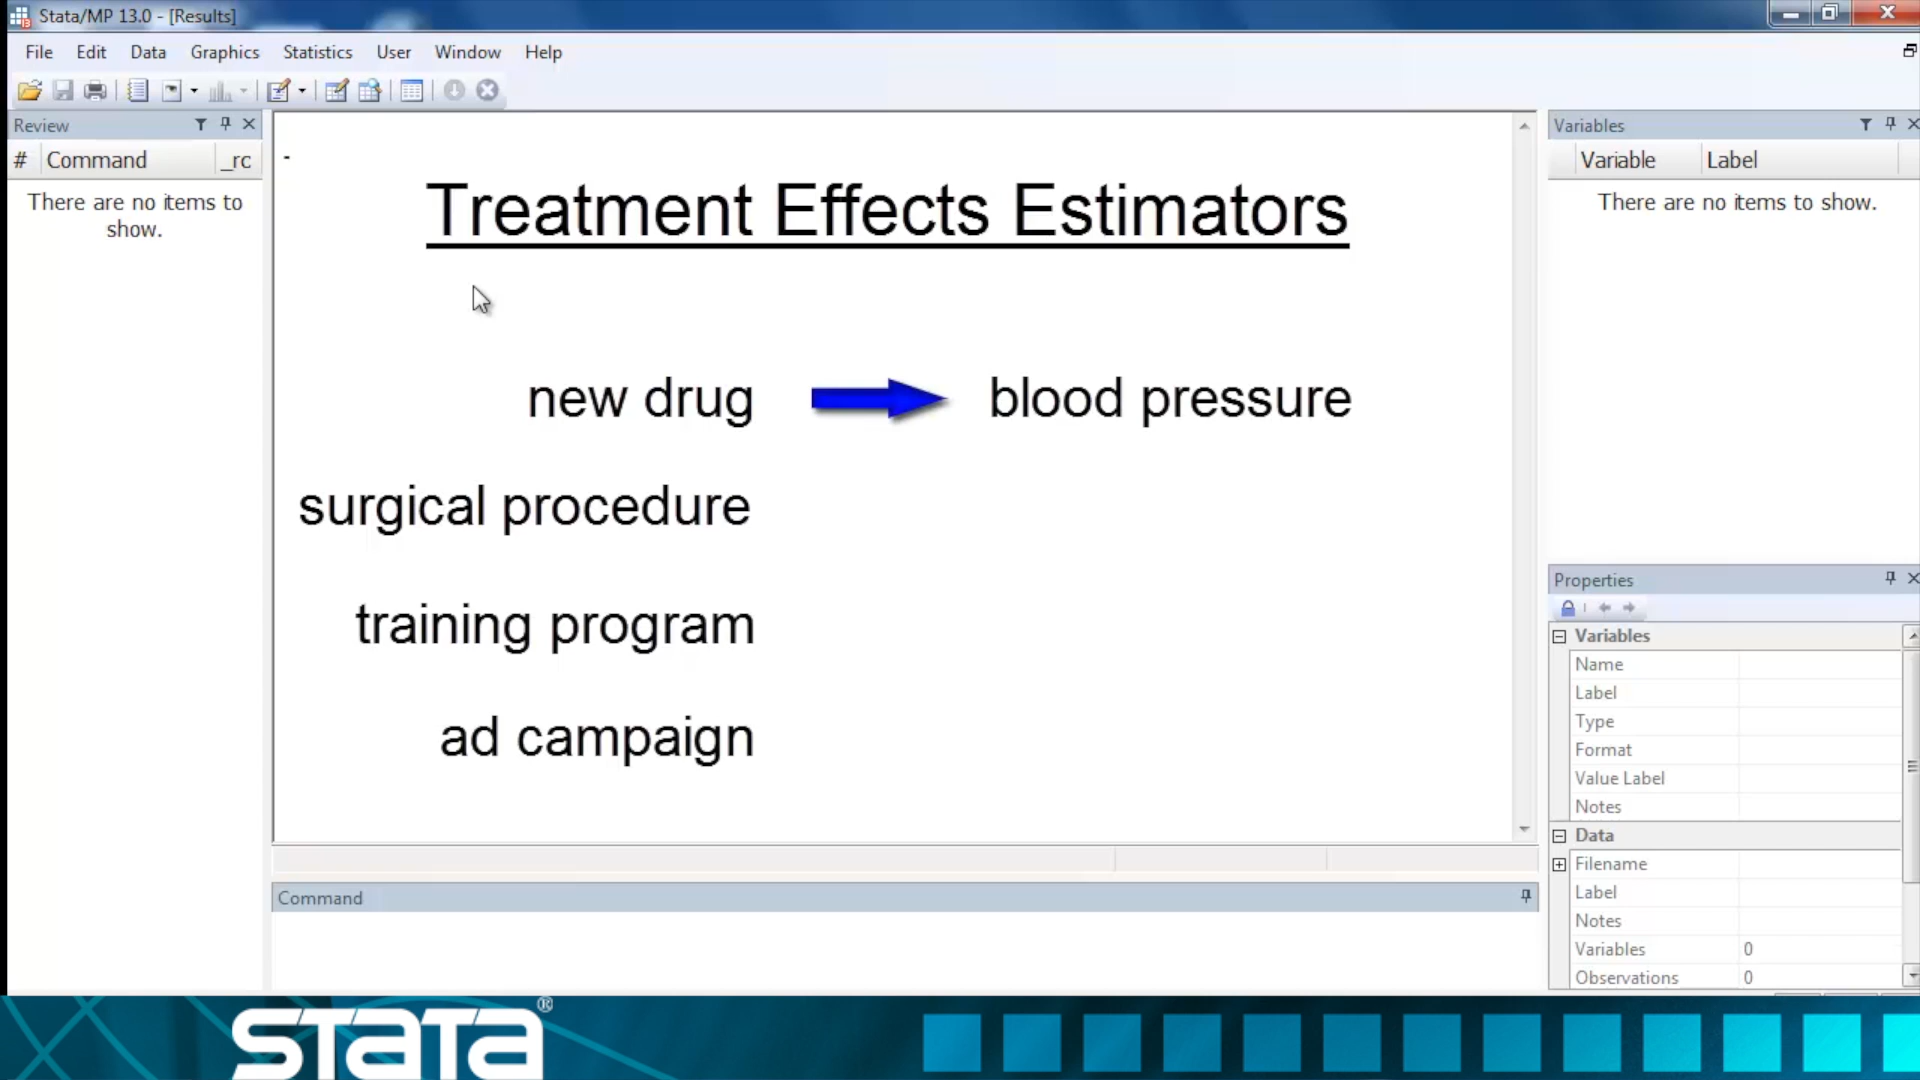 Stata/MP 13.0 - [Results]
File Edit Data Graphics Statistics User Window Help
Review
# Command _rc
There are no items to
show.
-
Treatment Effects Estimators
new drug blood pressure
surgical procedure
training program
ad campaign
Command
Variables
Variable Label
There are no items to show.
Properties
Variables
Name
Label
Type
Format
Value Label
Notes
Data
Filename
Label
Notes
Variables 0
Observations 0
STATA®